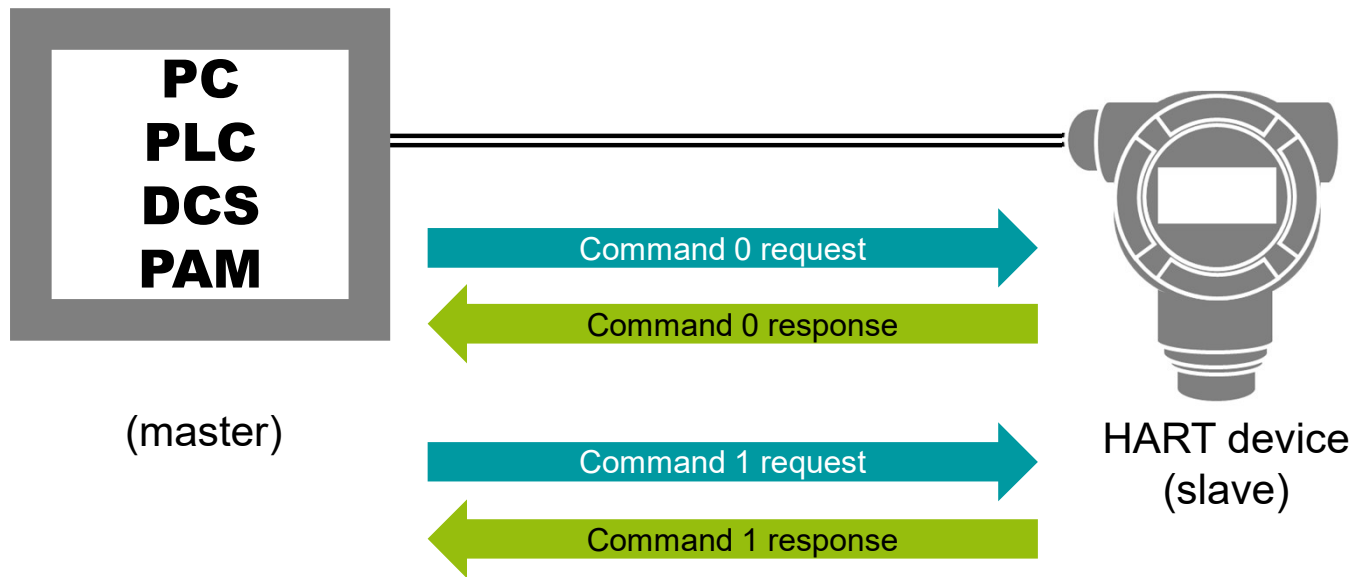 PC
PLC
DCS
PAM
(master)
Command 0 request
Command 0 response
Command 1 request
Command 1 response
HART device
(slave)